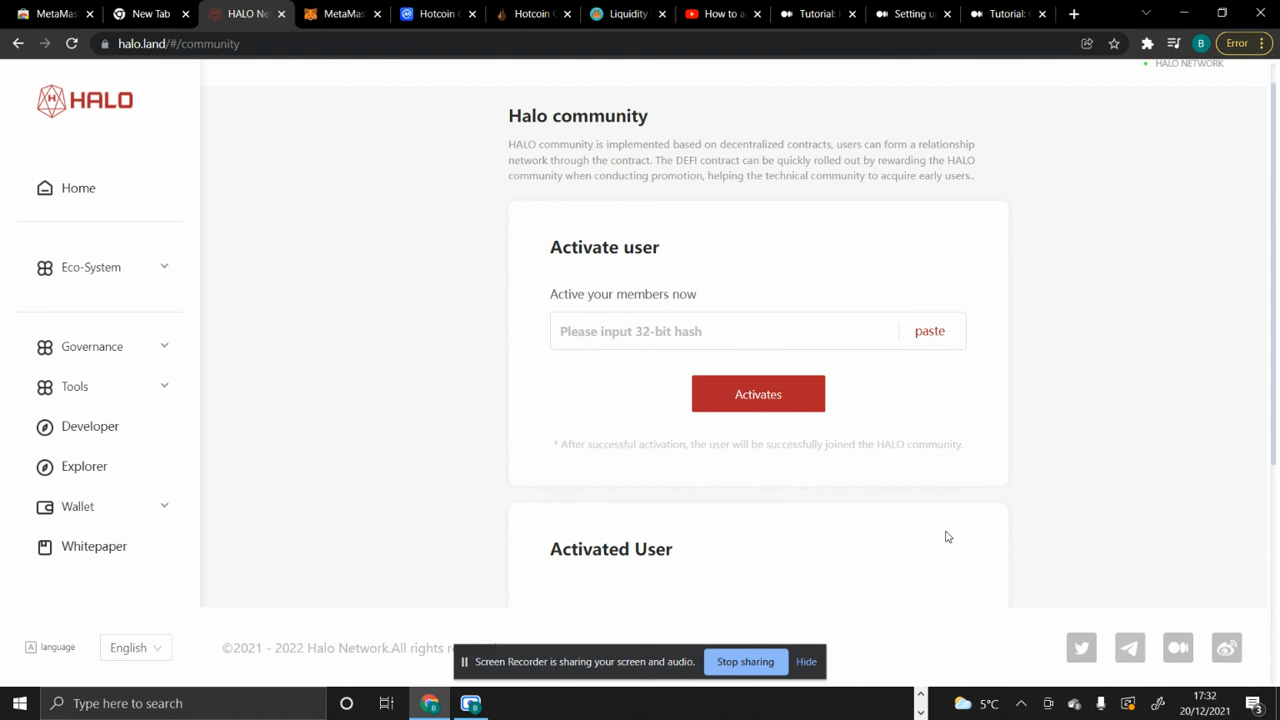 MetaMas
New Tab
HALO Ne
MetaMas
Hotcoin G
Hotcoin G
Liquidity
How to a
Tutorial: H
Setting up
Tutorial: C
halo.land/#/community
B
Error
HALO
HALO NETWORK
Home
Eco-System
Governance
Tools
Developer
Explorer
Wallet
Whitepaper
Halo community
HALO community is implemented based on decentralized contracts, users can form a relationship
network through the contract. The DEFI contract can be quickly rolled out by rewarding the HALO
community when conducting promotion, helping the technical community to acquire early users..
Activate user
Active your members now
Please input 32-bit hash
paste
Activates
* After successful activation, the user will be successfully joined the HALO community.
Activated User
language
English
©2021 - 2022 Halo Network.All rights re
Screen Recorder is sharing your screen and audio.
Stop sharing
Hide
Type here to search
5°C
17:32
20/12/2021
3